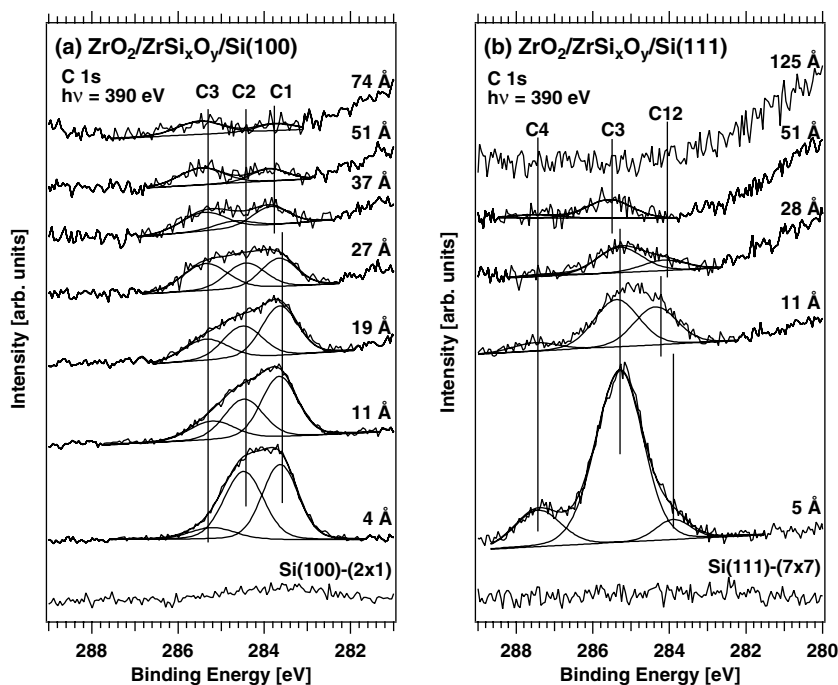 (a) ZrO2/ZrSixOy/Si(100)
C 1s
hν = 390 eV
C3 C2 C1
74 Å
51 Å
37 Å
27 Å
19 Å
11 Å
4 Å
Si(100)-(2x1)
Intensity [arb. units]
288 286 284 282
Binding Energy [eV]
(b) ZrO2/ZrSixOy/Si(111)
C 1s
hν = 390 eV
C4 C3 C12
125 Å
51 Å
28 Å
11 Å
5 Å
Si(111)-(7x7)
Intensity [arb. units]
288 286 284 282 280
Binding Energy [eV]